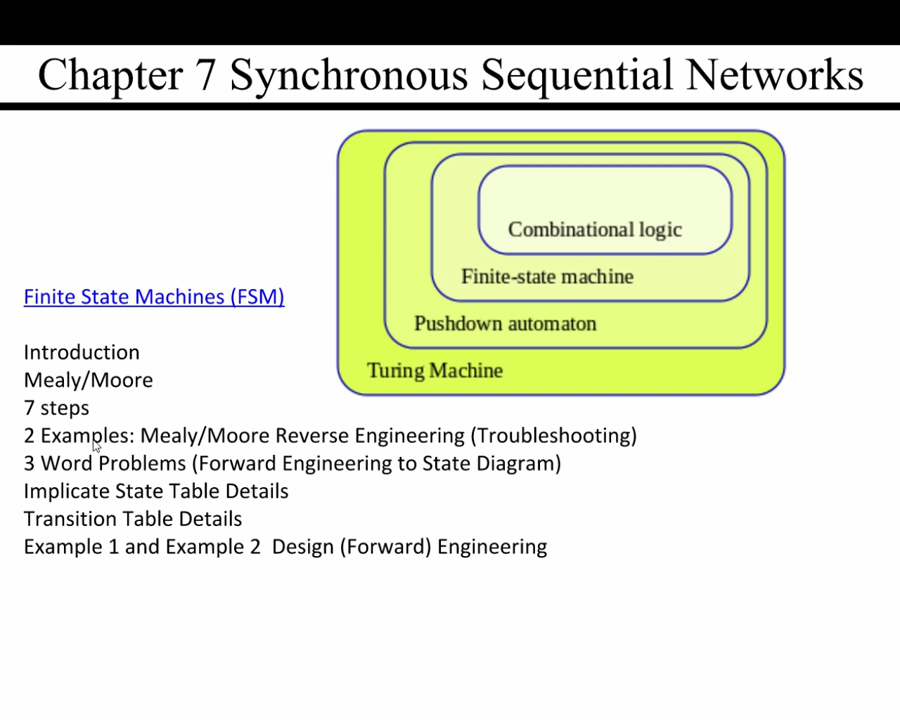 Chapter 7 Synchronous Sequential Networks
Combinational logic
Finite-state machine
Pushdown automaton
Turing Machine
Finite State Machines (FSM)
Introduction
Mealy/Moore
7 steps
2 Examples: Mealy/Moore Reverse Engineering (Troubleshooting)
3 Word Problems (Forward Engineering to State Diagram)
Implicate State Table Details
Transition Table Details
Example 1 and Example 2  Design (Forward) Engineering